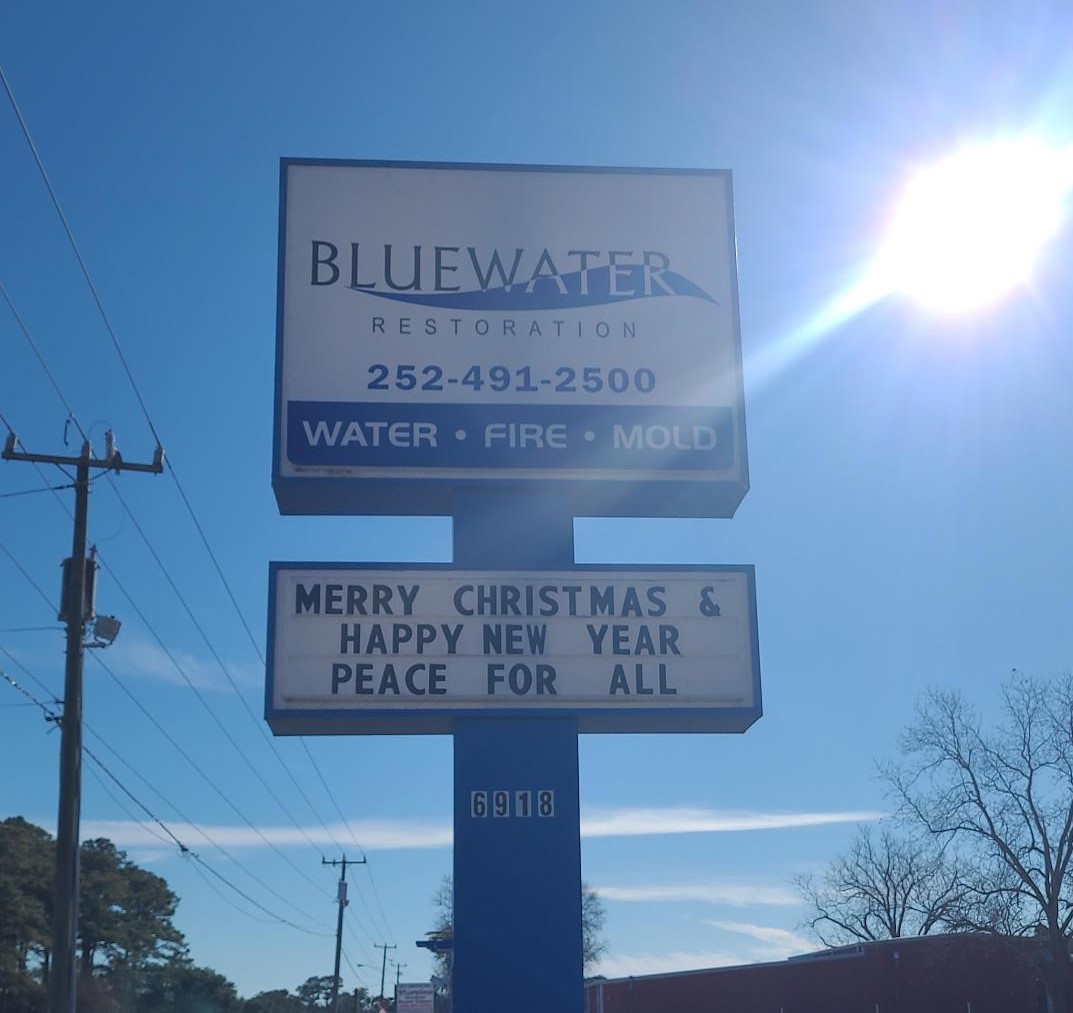 BLUEWATER
RESTORATION
252-491-2500
WATER • FIRE • MOLD
MERRY CHRISTMAS &
HAPPY NEW YEAR
PEACE FOR ALL
6918